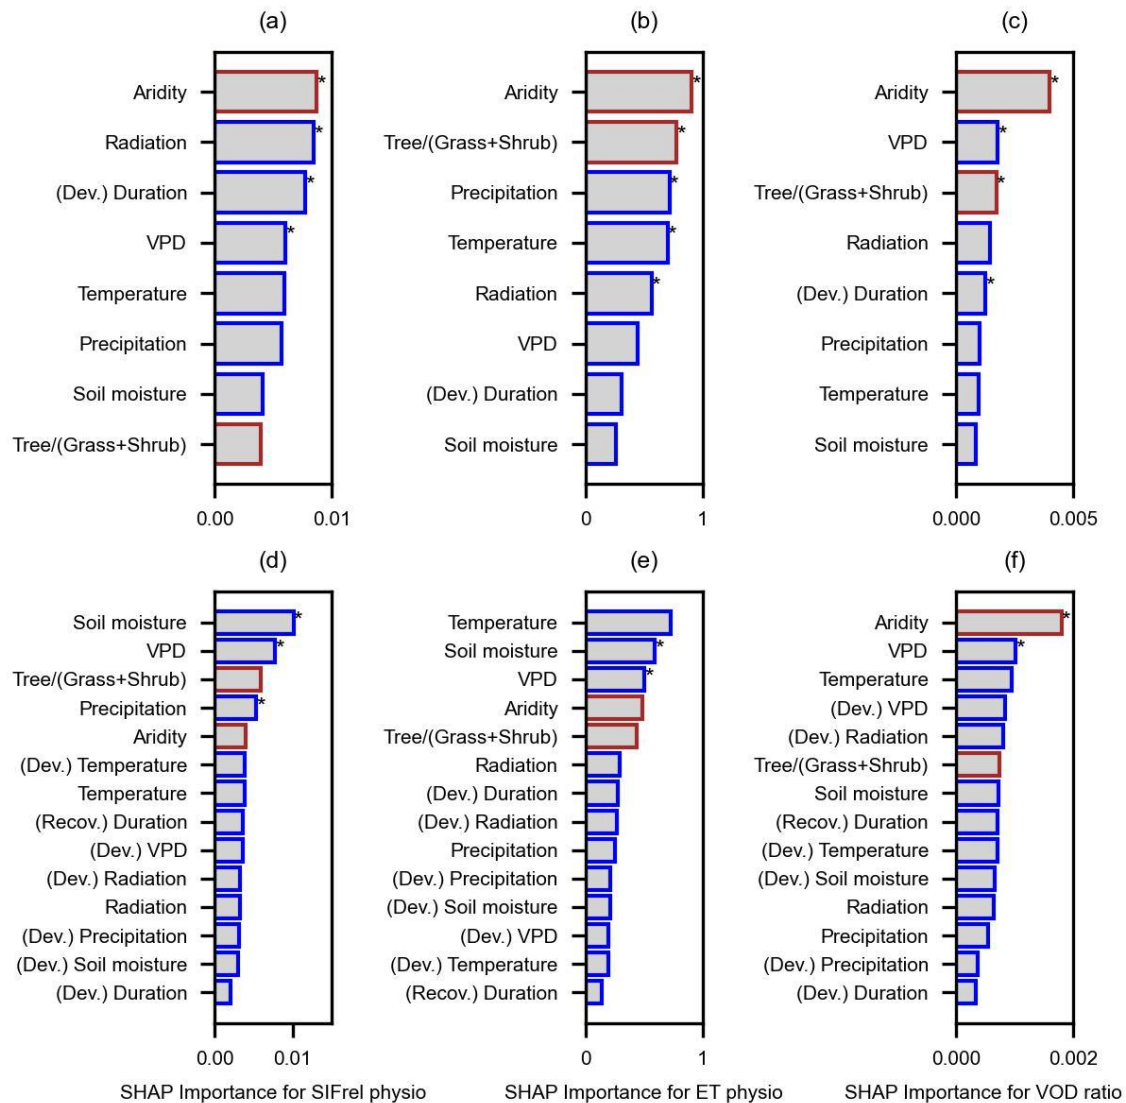 (a)
Aridity *
Radiation *
(Dev.) Duration *
VPD *
Temperature
Precipitation
Soil moisture
Tree/(Grass+Shrub)
0.00 0.01
(b)
Aridity *
Tree/(Grass+Shrub) *
Precipitation *
Temperature *
Radiation *
VPD
(Dev.) Duration
Soil moisture
0 1
(c)
Aridity *
VPD *
Tree/(Grass+Shrub) *
Radiation
(Dev.) Duration *
Precipitation
Temperature
Soil moisture
0.000 0.005
(d)
Soil moisture *
VPD *
Tree/(Grass+Shrub)
Precipitation *
Aridity
(Dev.) Temperature
Temperature
(Recov.) Duration
(Dev.) VPD
(Dev.) Radiation
Radiation
(Dev.) Precipitation
(Dev.) Soil moisture
(Dev.) Duration
0.00 0.01
SHAP Importance for SIFrel physio
(e)
Temperature
Soil moisture *
VPD *
Aridity
Tree/(Grass+Shrub)
Radiation
(Dev.) Duration
(Dev.) Radiation
Precipitation
(Dev.) Precipitation
(Dev.) Soil moisture
(Dev.) VPD
(Dev.) Temperature
(Recov.) Duration
0 1
SHAP Importance for ET physio
(f)
Aridity *
VPD *
Temperature
(Dev.) VPD
(Dev.) Radiation
Tree/(Grass+Shrub)
Soil moisture
(Recov.) Duration
(Dev.) Temperature
(Dev.) Soil moisture
Radiation
Precipitation
(Dev.) Precipitation
(Dev.) Duration
0.000 0.002
SHAP Importance for VOD ratio